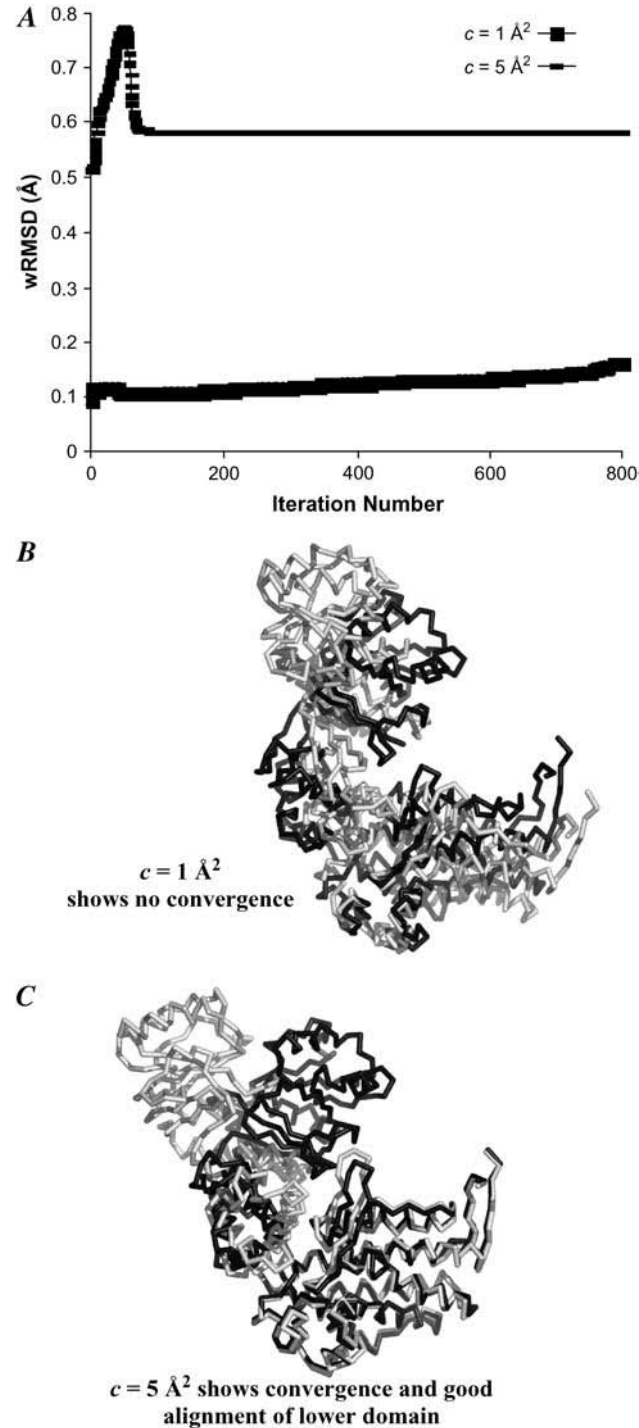 A
c = 1 Å²
c = 5 Å²
0.8
0.7
0.6
0.5
0.4
0.3
0.2
0.1
0
wRMSD (Å)
0
200
400
600
800
Iteration Number
B
c = 1 Å²
shows no convergence
C
c = 5 Å² shows convergence and good
alignment of lower domain